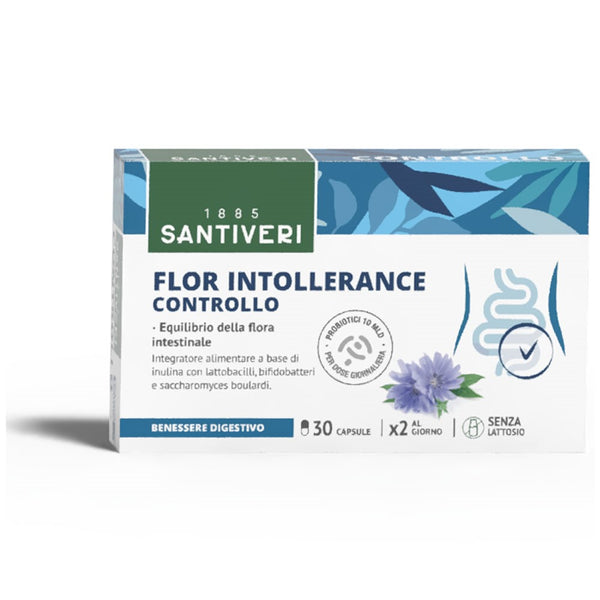 CONTROLLO
1885
SANTIVERI
FLOR INTOLLERANCE
CONTROLLO
· Equilibrio della flora
intestinale
Integratore alimentare a base di
inulina con lattobacilli, bifidobatteri
e saccharomyces boulardi.
PROBIOTICI 10 MLD
PER DOSE GIORNALIERA
BENESSERE DIGESTIVO
30 CAPSULE
x2 AL
GIORNO
SENZA
LATTOSIO